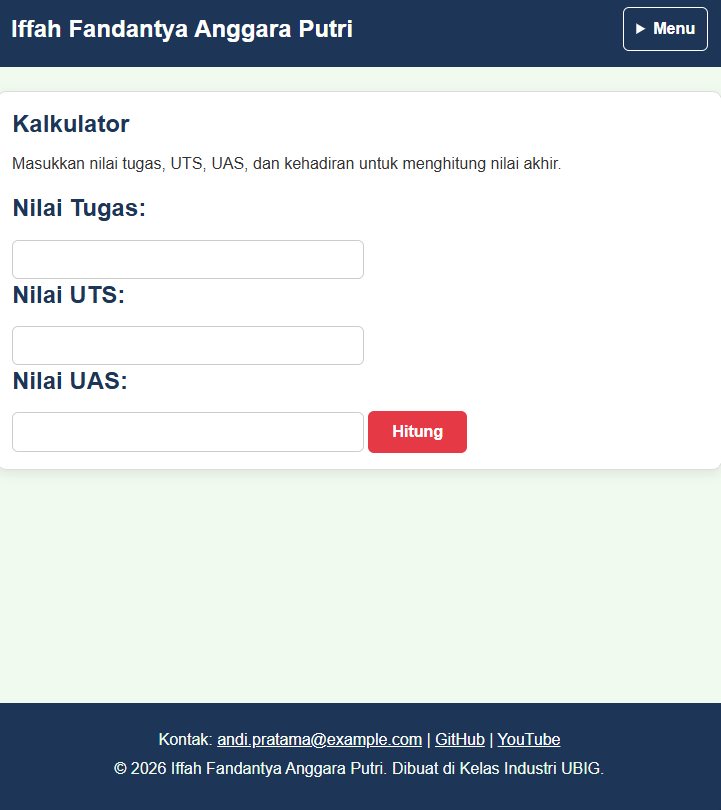 Iffah Fandantya Anggara Putri
▶ Menu
Kalkulator
Masukkan nilai tugas, UTS, UAS, dan kehadiran untuk menghitung nilai akhir.
Nilai Tugas:
Nilai UTS:
Nilai UAS:
Hitung
Kontak: andi.pratama@example.com | GitHub | YouTube
© 2026 Iffah Fandantya Anggara Putri. Dibuat di Kelas Industri UBIG.